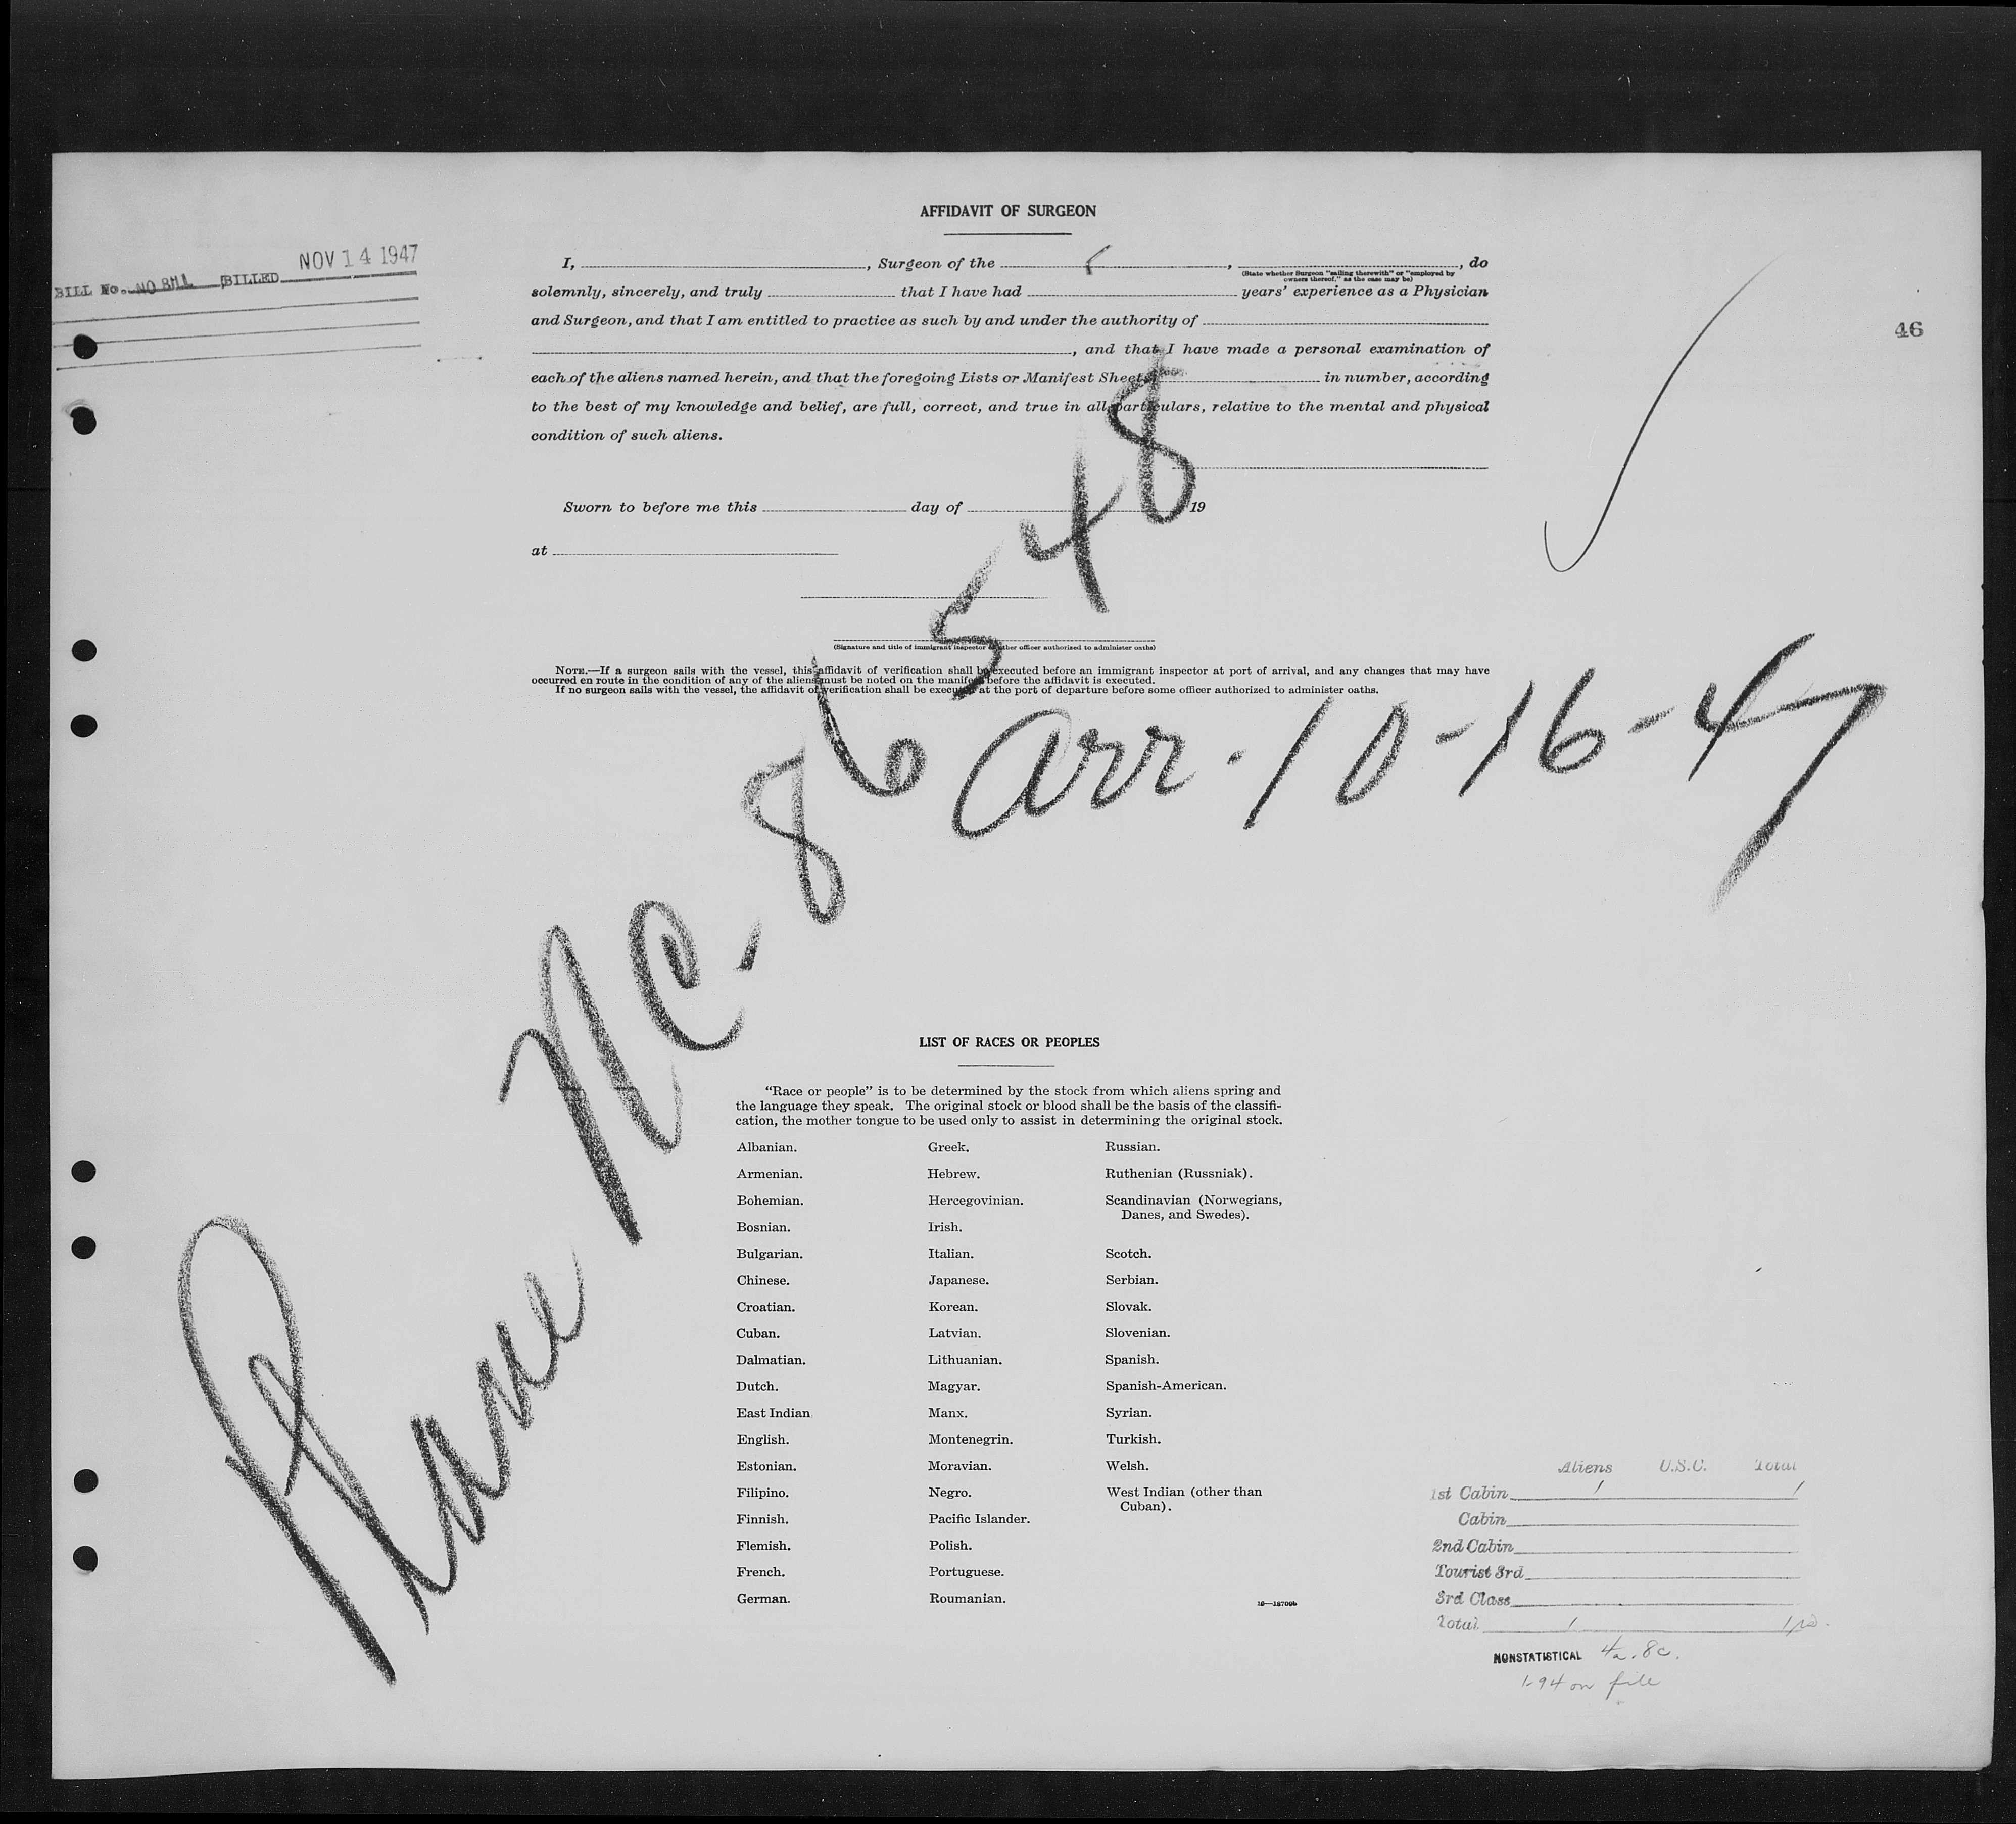 AFFIDAVIT OF SURGEON
NOV 14 1947
BILL No. NO BILL BILLED
I, , Surgeon of the , , do
(State whether Surgeon "sailing therewith" or "employed by
owners thereof," as the case may be)
solemnly, sincerely, and truly that I have had years' experience as a Physician
and Surgeon, and that I am entitled to practice as such by and under the authority of
46
, and that I have made a personal examination of
each of the aliens named herein, and that the foregoing Lists or Manifest Sheets, in number, according
to the best of my knowledge and belief, are full, correct, and true in all particulars, relative to the mental and physical
condition of such aliens.
Sworn to before me this day of 19
at
(Signature and title of immigrant inspector or other officer authorized to administer oaths)
NOTE.—If a surgeon sails with the vessel, this affidavit of verification shall be executed before an immigrant inspector at port of arrival, and any changes that may have
occurred en route in the condition of any of the aliens must be noted on the manifest before the affidavit is executed.
If no surgeon sails with the vessel, the affidavit of verification shall be executed at the port of departure before some officer authorized to administer oaths.
Plane NC-86548
arr. 10-16-47
LIST OF RACES OR PEOPLES
"Race or people" is to be determined by the stock from which aliens spring and
the language they speak. The original stock or blood shall be the basis of the classifi-
cation, the mother tongue to be used only to assist in determining the original stock.
Albanian. Greek. Russian.
Armenian. Hebrew. Ruthenian (Russniak).
Bohemian. Hercegovinian. Scandinavian (Norwegians,
Danes, and Swedes).
Bosnian. Irish.
Bulgarian. Italian. Scotch.
Chinese. Japanese. Serbian.
Croatian. Korean. Slovak.
Cuban. Latvian. Slovenian.
Dalmatian. Lithuanian. Spanish.
Dutch. Magyar. Spanish-American.
East Indian. Manx. Syrian.
English. Montenegrin. Turkish.
Estonian. Moravian. Welsh.
Filipino. Negro. West Indian (other than
Cuban).
Finnish. Pacific Islander.
Flemish. Polish.
French. Portuguese.
German. Roumanian.
Aliens U.S.C. Total
1st Cabin 1 1
Cabin
2nd Cabin
Tourist 3rd
3rd Class
Total 1 1
NONSTATISTICAL
1-94 on file